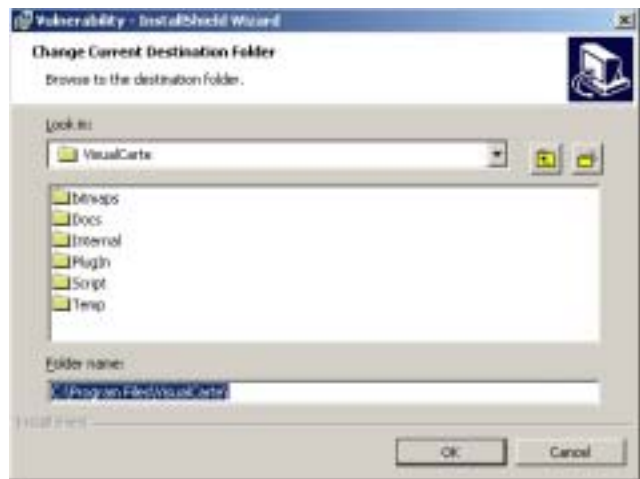 Vulnerability - InstallShield Wizard
Change Current Destination Folder
Browse to the destination folder.
Look in:
VisualCarte
bitmaps
Docs
Internal
PlugIn
Script
Temp
Folder name:
C:\Program Files\VisualCarte\
InstallShield
OK
Cancel